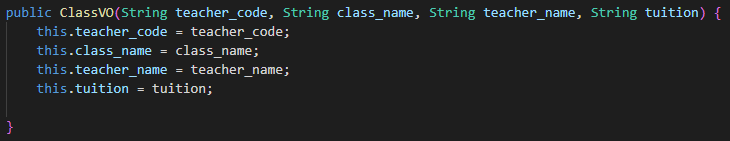 public ClassVO(String teacher_code, String class_name, String teacher_name, String tuition) {
this.teacher_code = teacher_code;
this.class_name = class_name;
this.teacher_name = teacher_name;
this.tuition = tuition;
}